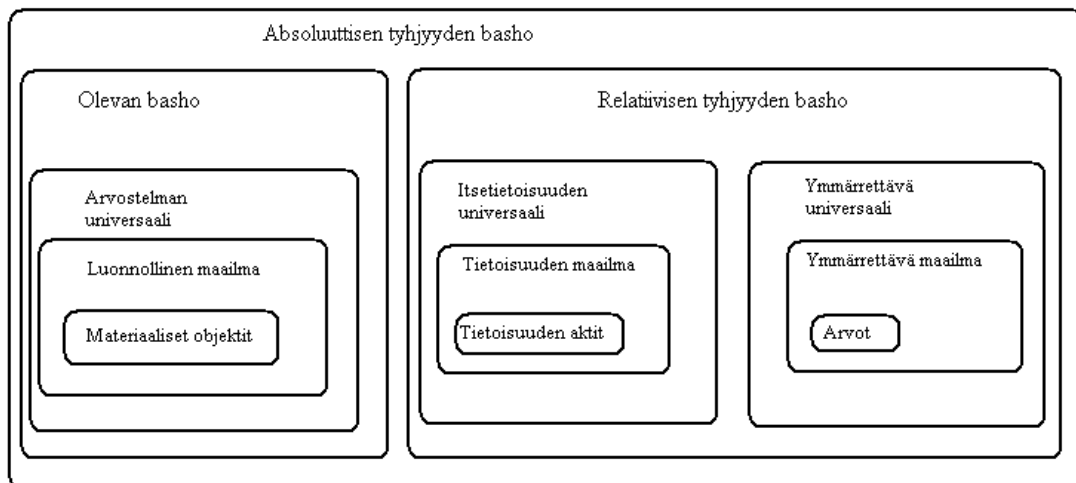 Absoluuttisen tyhjyyden basho
Olevan basho
Arvostelman
universaali
Luonnollinen maailma
Materiaaliset objektit
Relatiivisen tyhjyyden basho
Itsetietoisuuden
universaali
Tietoisuuden maailma
Tietoisuuden aktit
Ymmärrettävä
universaali
Ymmärrettävä maailma
Arvot